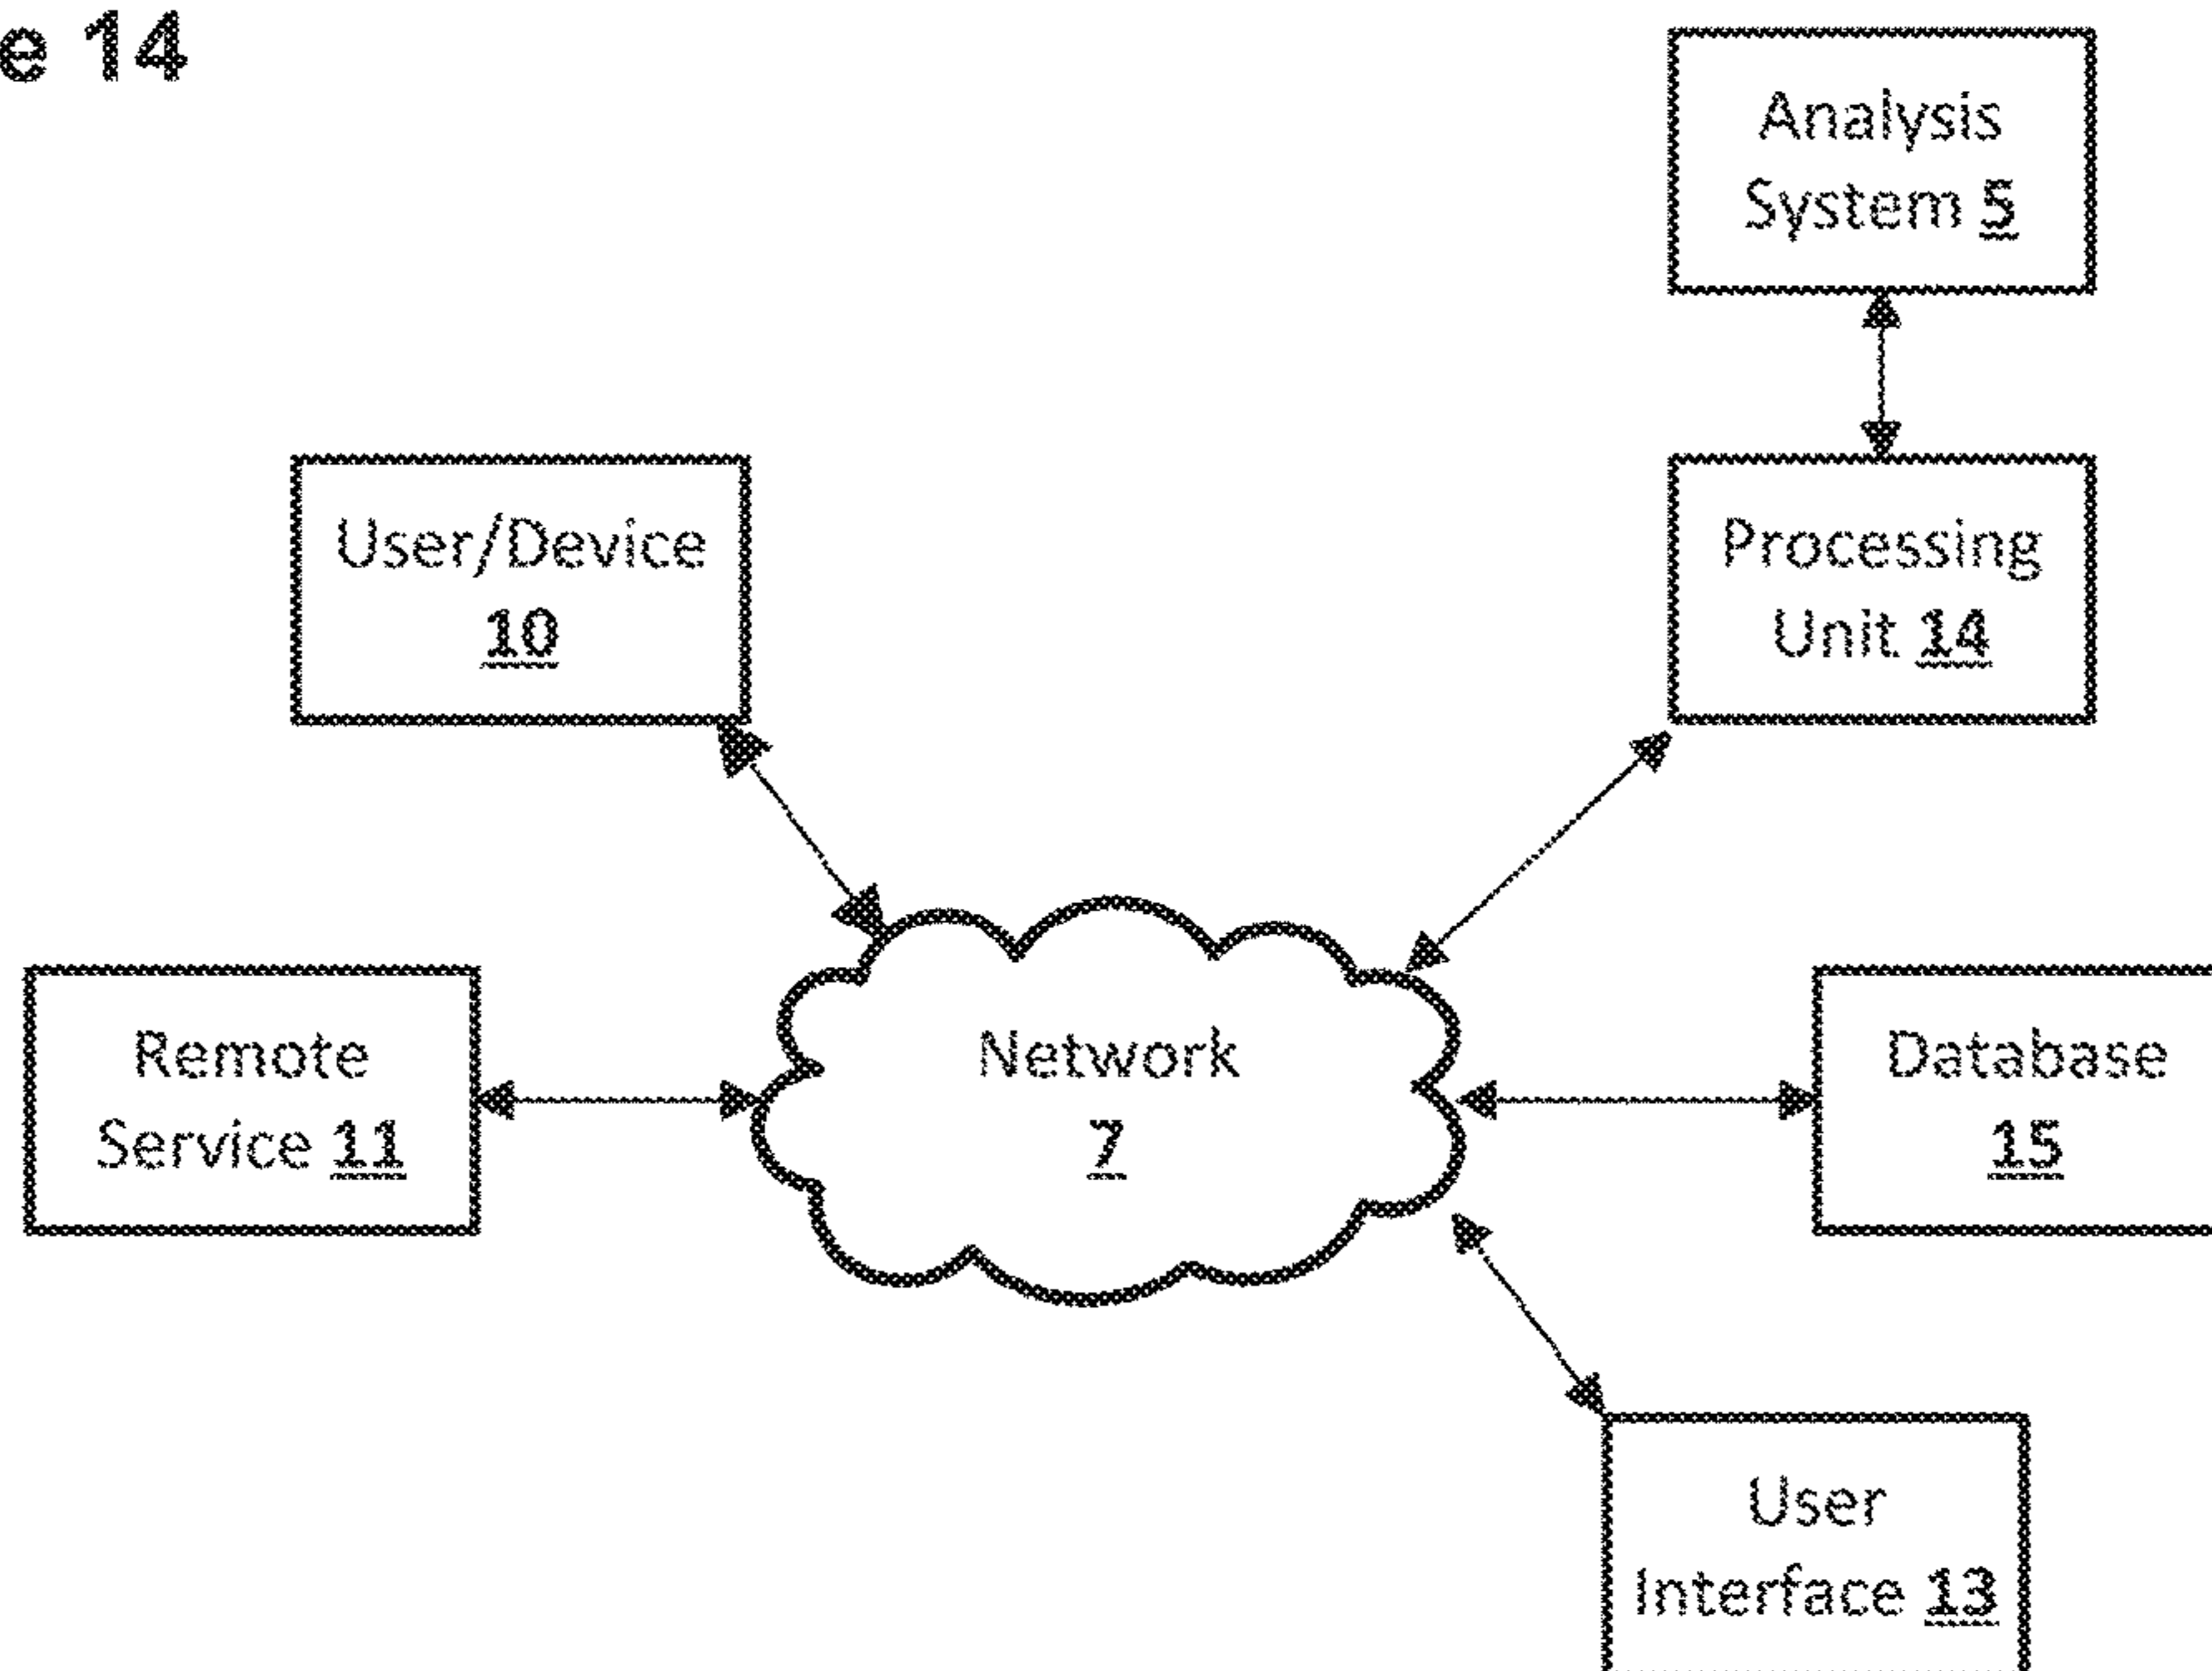 e 14
Analysis
System 5
User/Device
10
Processing
Unit 14
Remote
Service 11
Network
7
Database
15
User
Interface 13